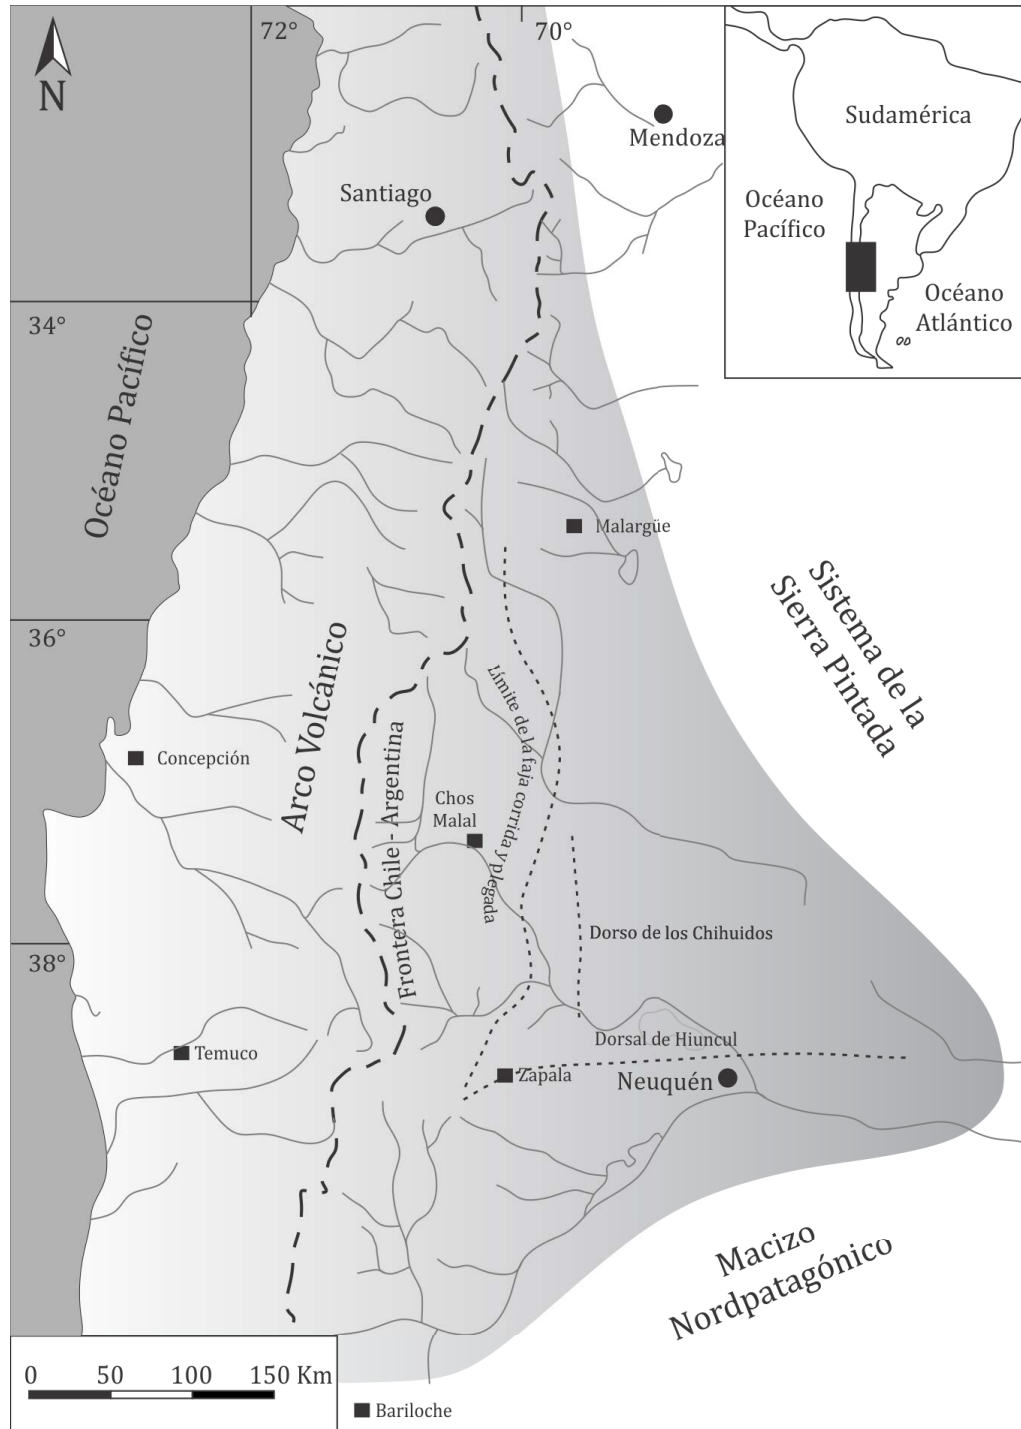 72°
70°
N
Mendoza
Santiago
Sudamérica
Océano
Pacífico
Océano
Atlántico
34°
Océano Pacífico
Malargüe
Sistema de la
Sierra Pintada
36°
Arco Volcánico
Límite de la faja corrida y plegada
Concepción
Frontera Chile - Argentina
Chos
Malal
Dorso de los Chihuidos
38°
Dorsal de Hiuncul
Temuco
Zapala
Neuquén
Macizo
Nordpatagónico
0 50 100 150 Km
Bariloche